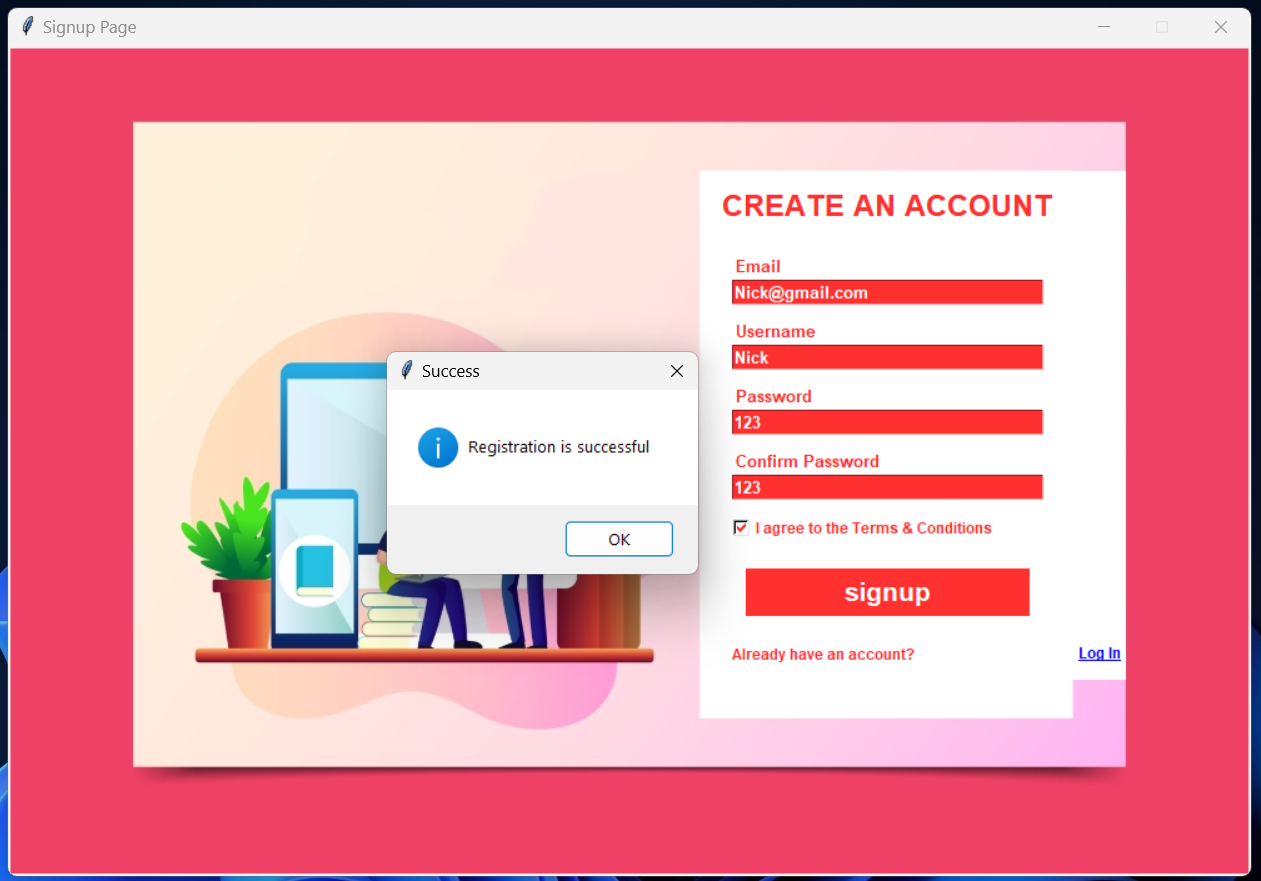 Signup Page
CREATE AN ACCOUNT
Email
Nick@gmail.com
Username
Nick
Success
Password
123
Registration is successful
Confirm Password
123
I agree to the Terms & Conditions
OK
signup
Already have an account? Log In